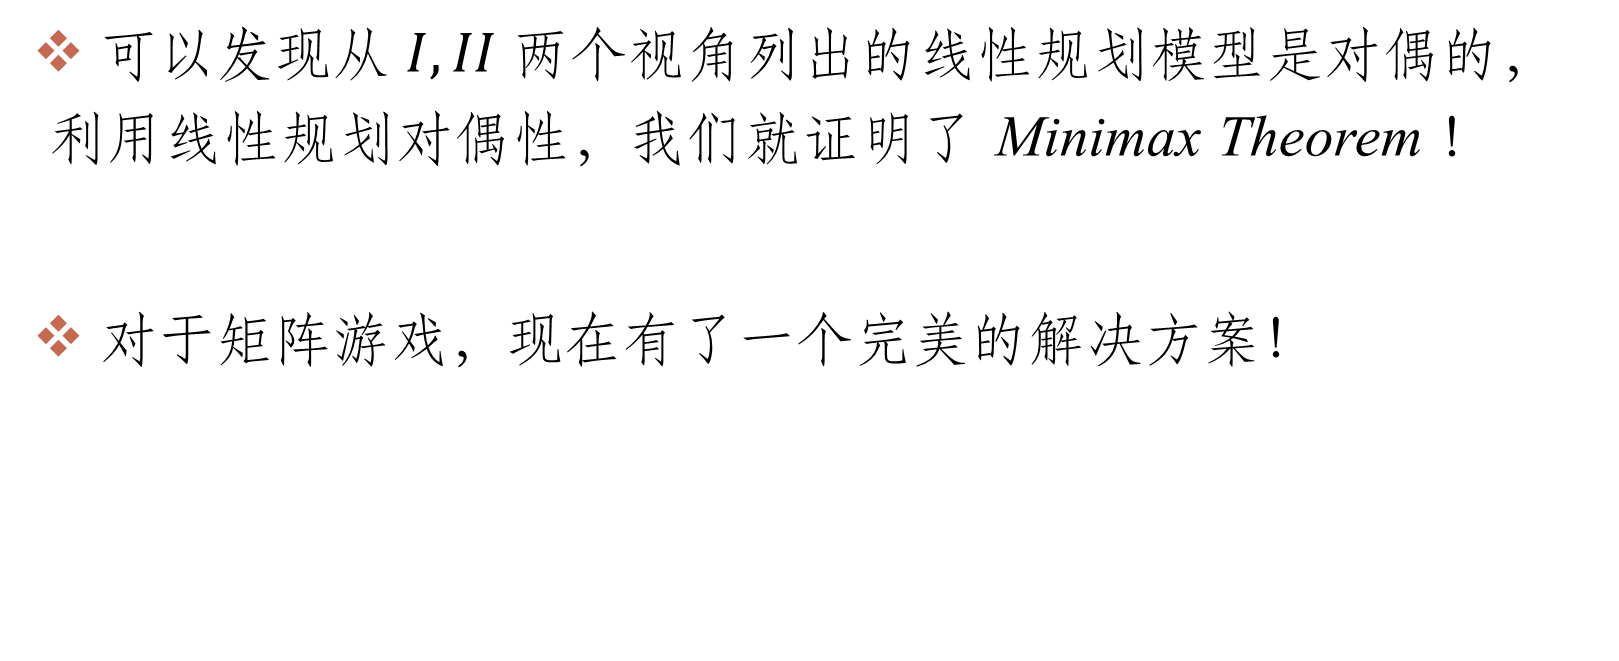 ❖ 可以发现从 I,II 两个视角列出的线性规划模型是对偶的，
利用线性规划对偶性，我们就证明了 Minimax Theorem！
❖ 对于矩阵游戏，现在有了一个完美的解决方案！